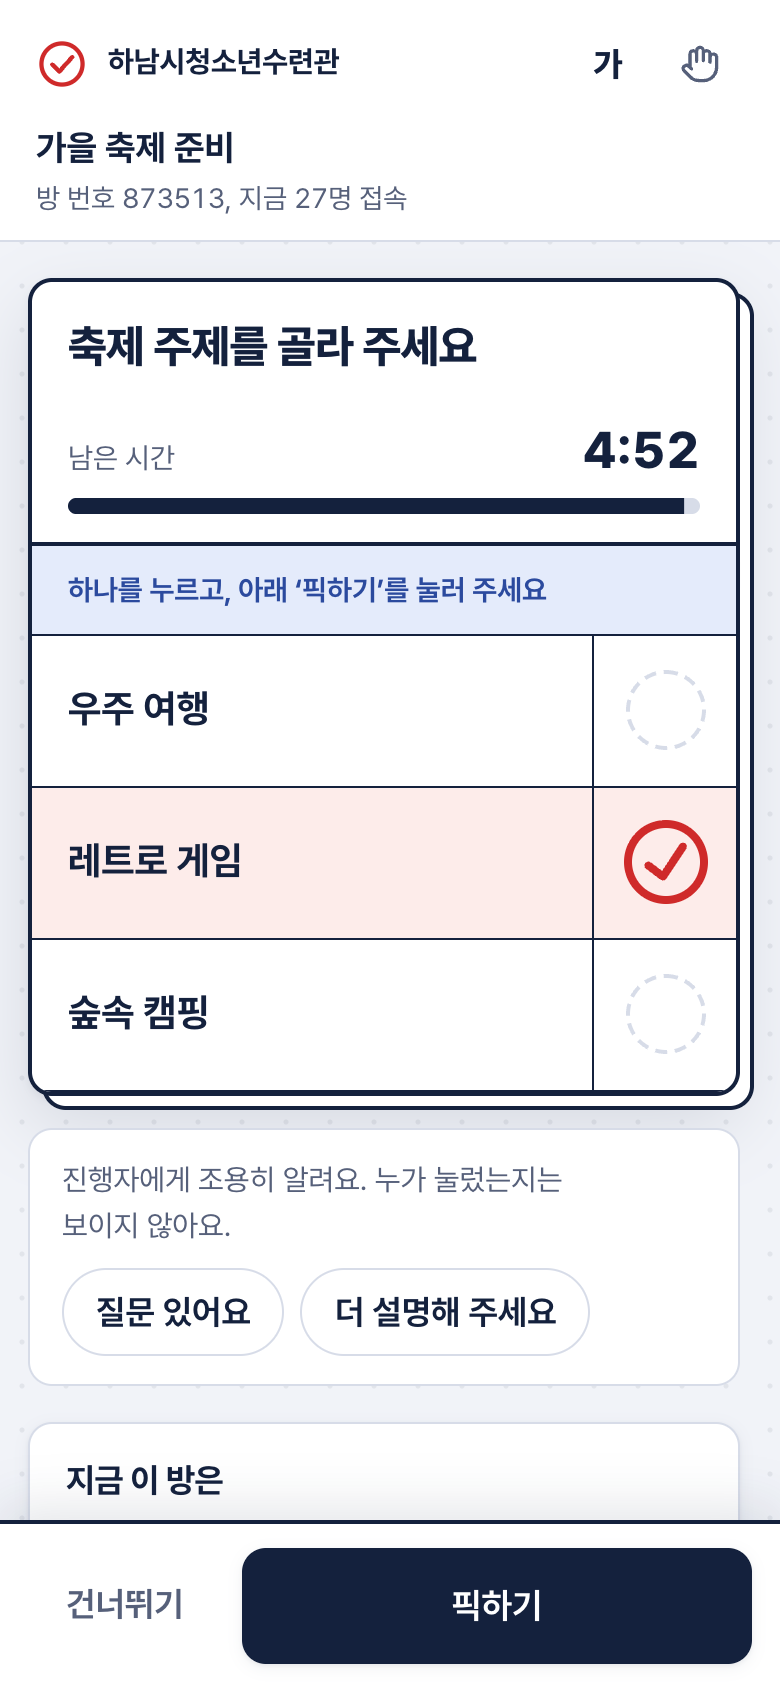 하남시청소년수련관
가
가을 축제 준비
방 번호 873513, 지금 27명 접속
축제 주제를 골라 주세요
남은 시간
4:52
하나를 누르고, 아래 ‘픽하기’를 눌러 주세요
우주 여행
레트로 게임
숲속 캠핑
진행자에게 조용히 알려요. 누가 눌렀는지는
보이지 않아요.
질문 있어요
더 설명해 주세요
지금 이 방은
건너뛰기
픽하기